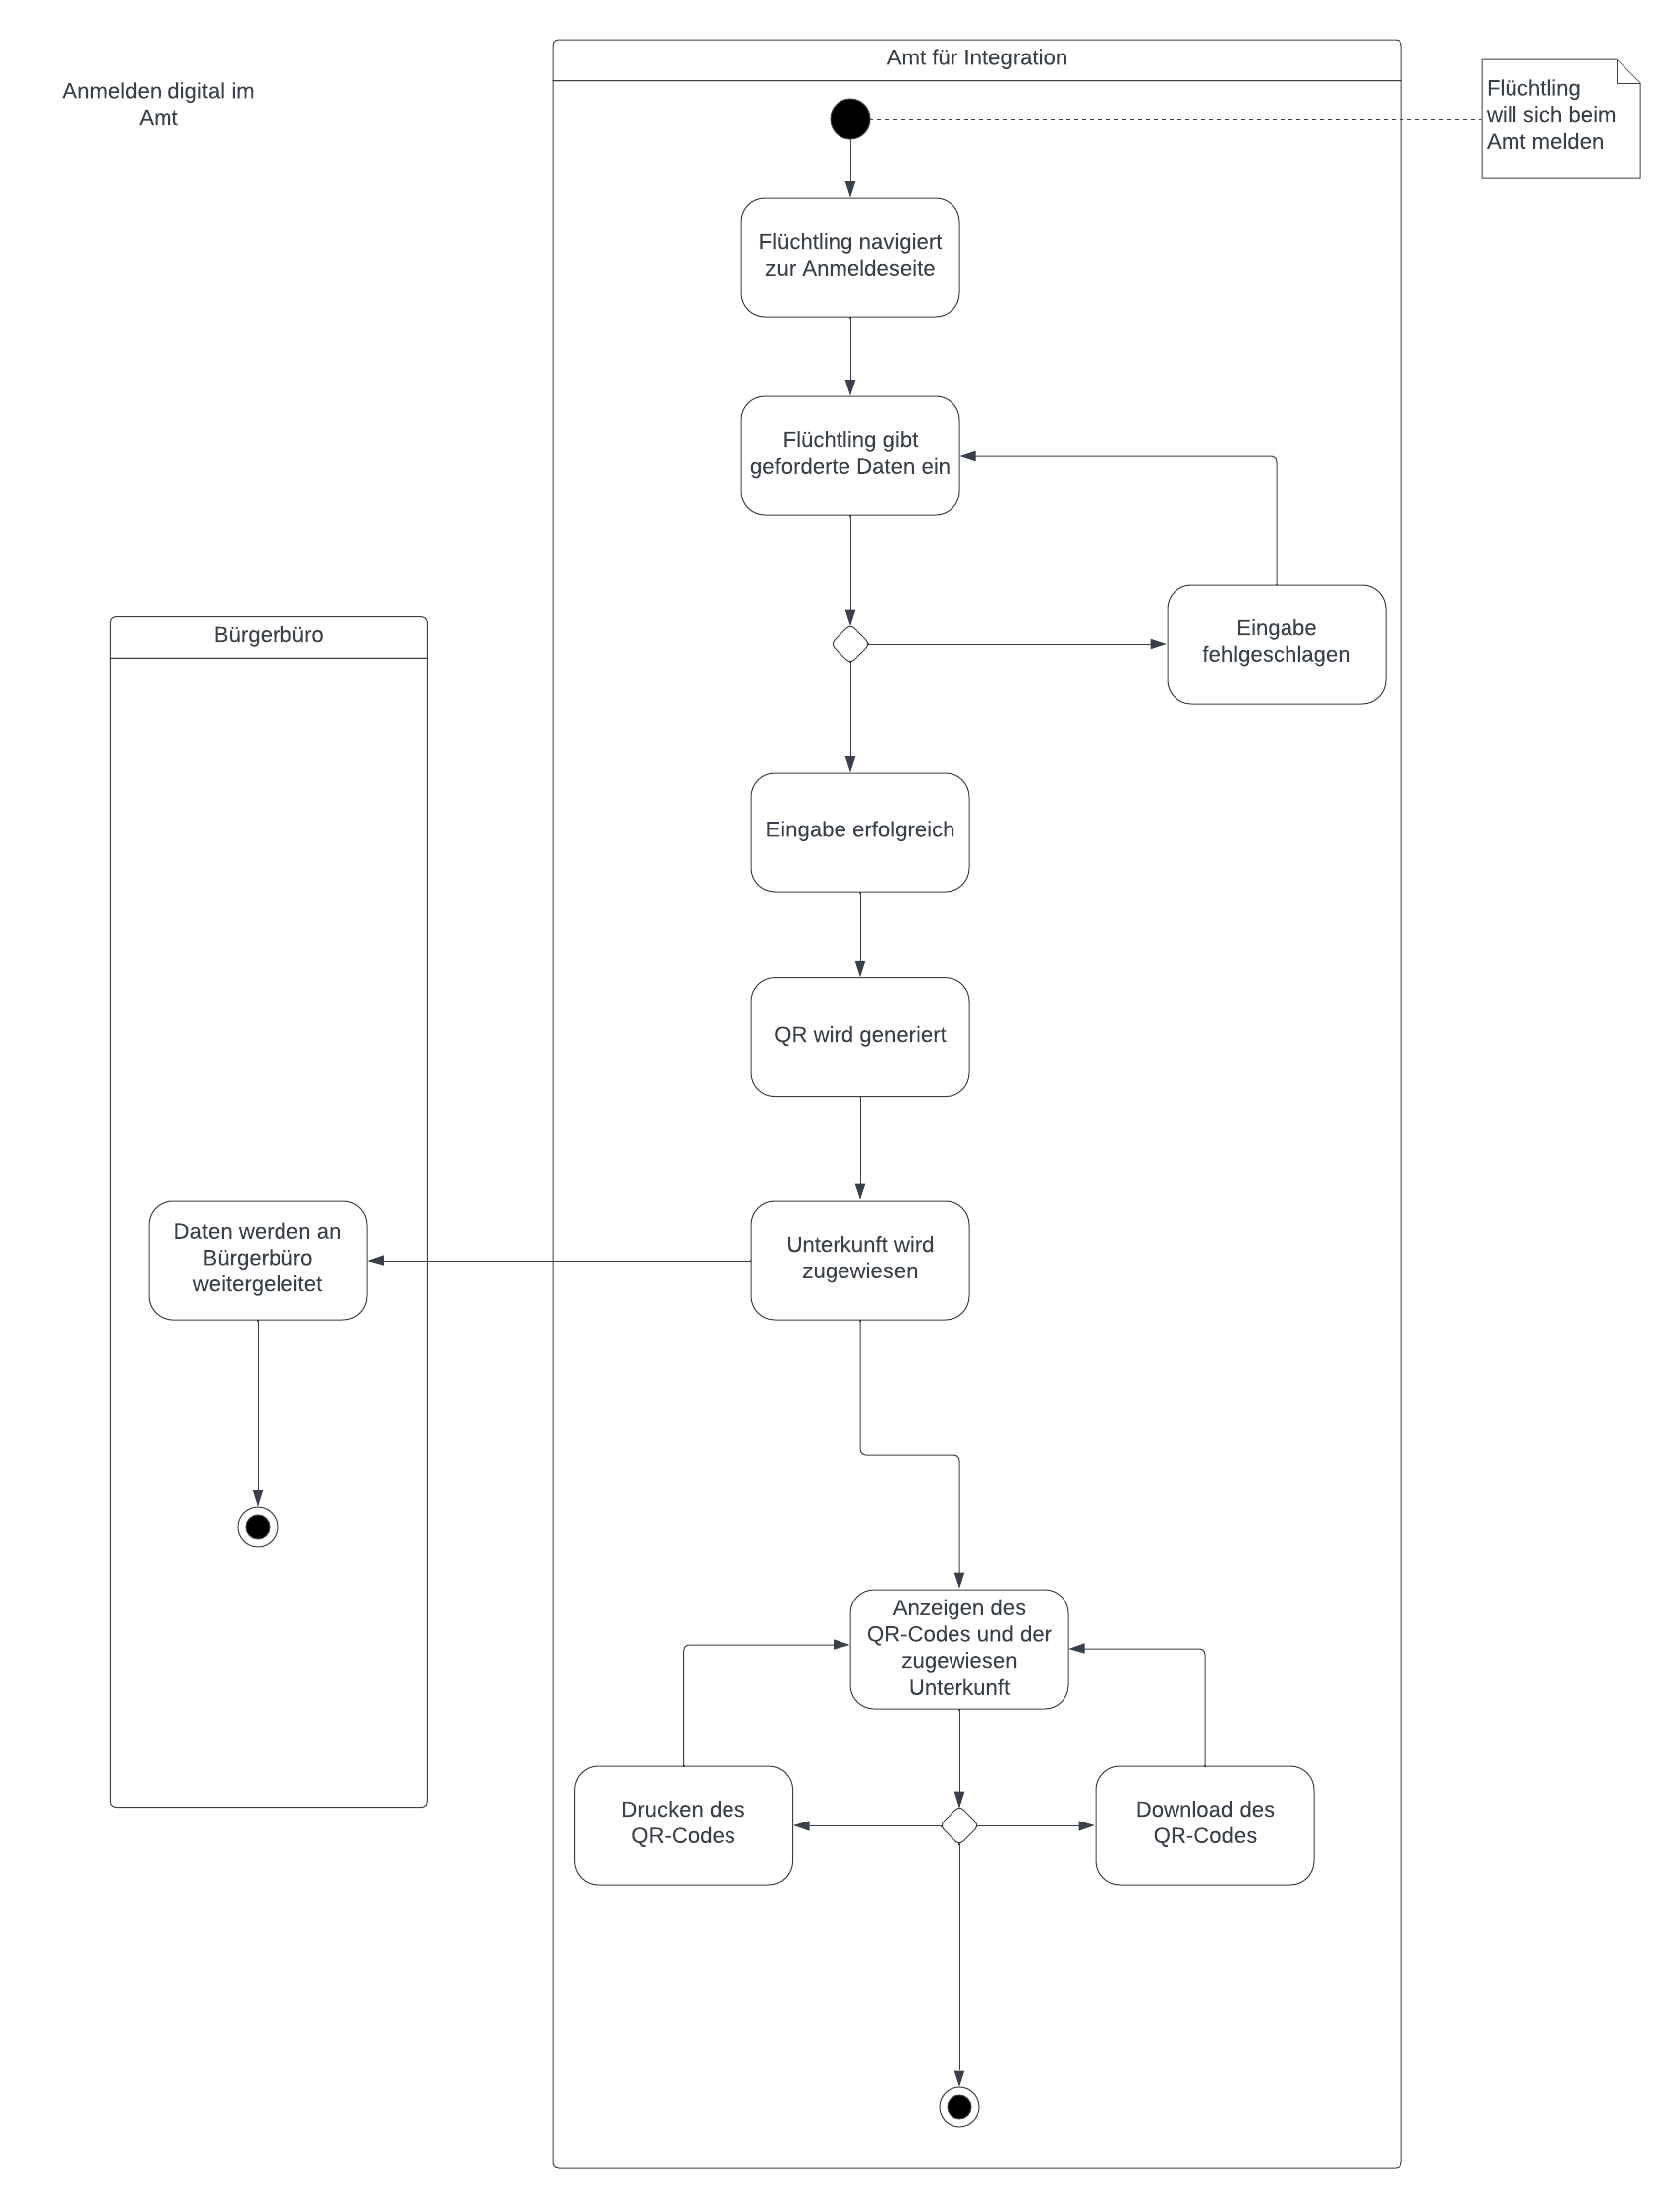 Amt für Integration
Anmelden digital im
Amt
Flüchtling
will sich beim
Amt melden
Flüchtling navigiert
zur Anmeldeseite
Flüchtling gibt
geforderte Daten ein
Bürgerbüro
Eingabe
fehlgeschlagen
Eingabe erfolgreich
QR wird generiert
Daten werden an
Bürgerbüro
weitergeleitet
Unterkunft wird
zugewiesen
Anzeigen des
QR-Codes und der
zugewiesen
Unterkunft
Drucken des
QR-Codes
Download des
QR-Codes